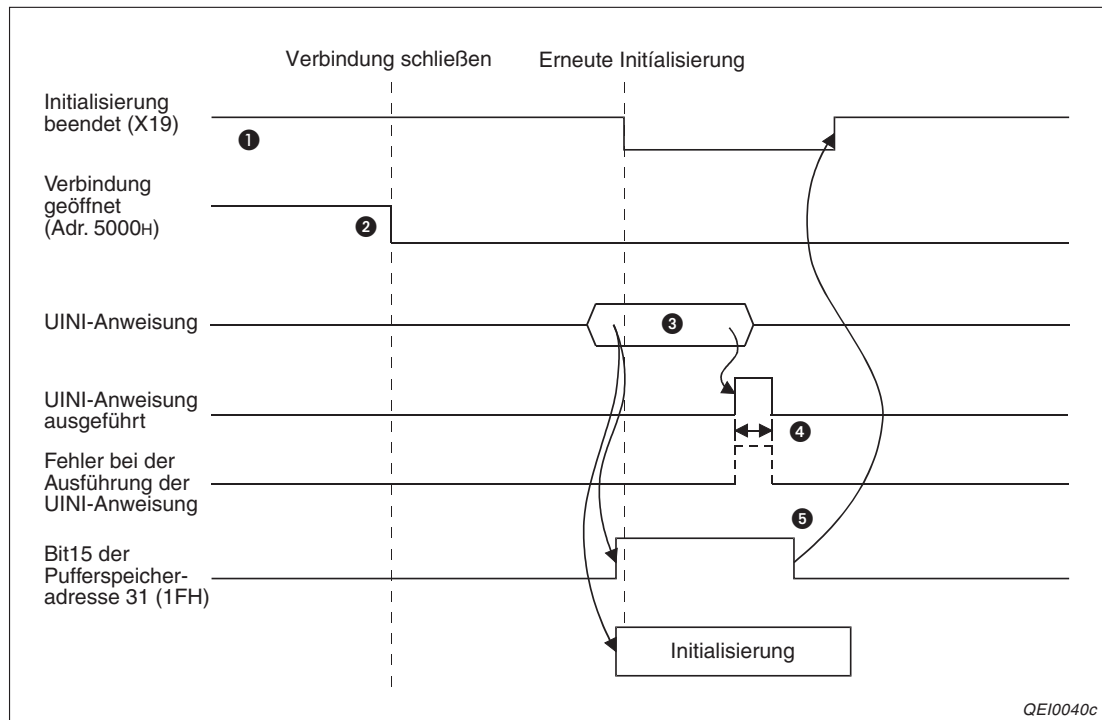 Verbindung schließen
Erneute Initíalisierung
Initialisierung
beendet (X19)
❶
Verbindung
geöffnet
(Adr. 5000H)
❷
UINI-Anweisung
❸
UINI-Anweisung
ausgeführt
❹
Fehler bei der
Ausführung der
UINI-Anweisung
❺
Bit15 der
Pufferspeicher-
adresse 31 (1FH)
Initialisierung
QEI0040c